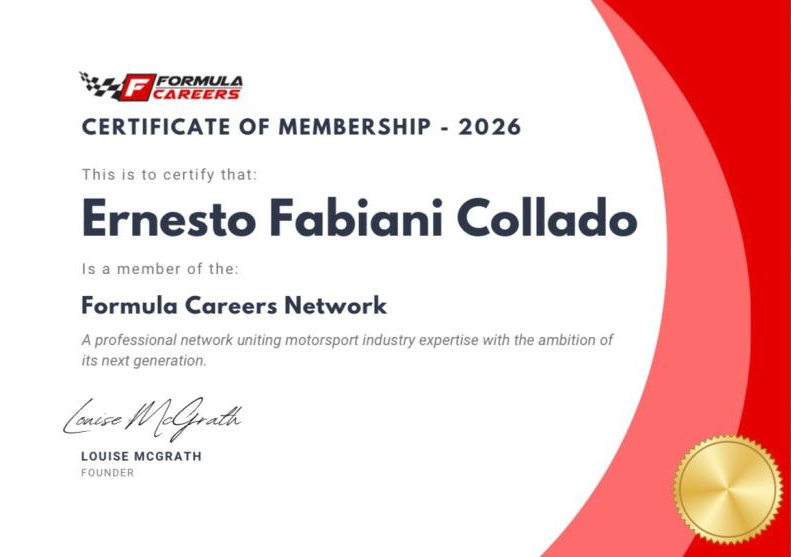 FORMULA
CAREERS
CERTIFICATE OF MEMBERSHIP - 2026
This is to certify that:
Ernesto Fabiani Collado
Is a member of the:
Formula Careers Network
A professional network uniting motorsport industry expertise with the ambition of
its next generation.
Louise McGrath
LOUISE MCGRATH
FOUNDER